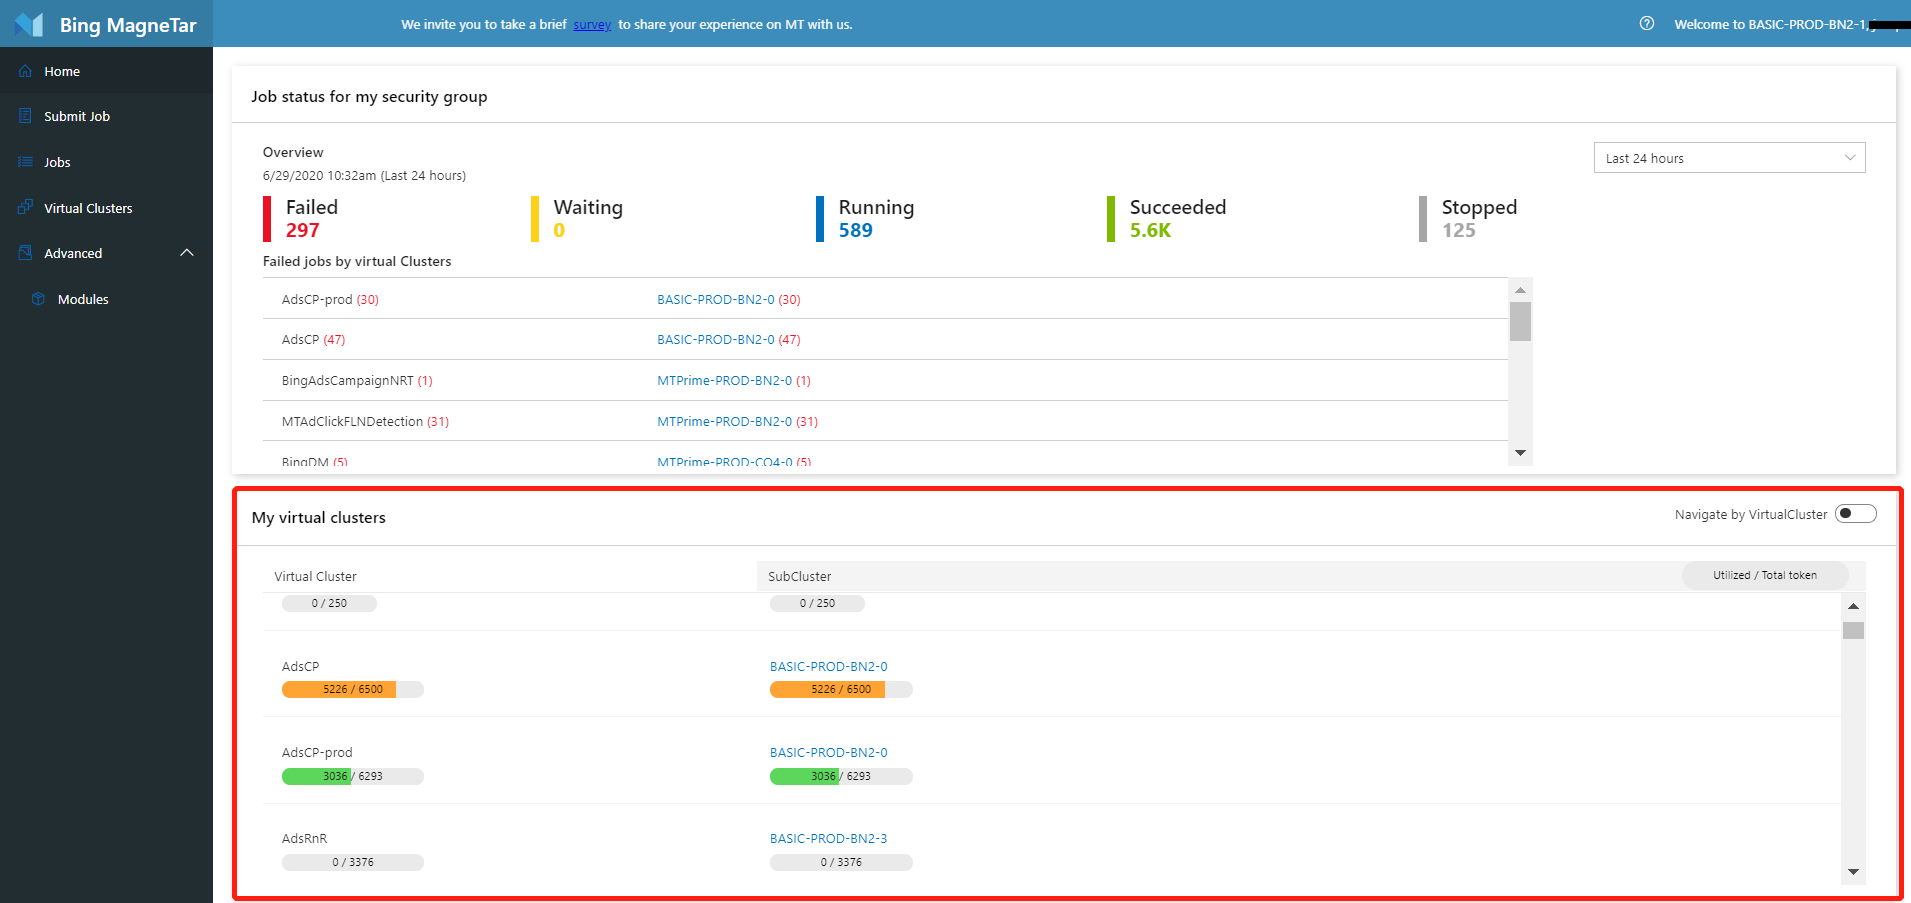 Bing MagneTar
We invite you to take a brief survey to share your experience on MT with us.
Welcome to BASIC-PROD-BN2-1,
Home
Submit Job
Jobs
Virtual Clusters
Advanced
Modules
Job status for my security group
Overview
6/29/2020 10:32am (Last 24 hours)
Last 24 hours
Failed
297
Waiting
0
Running
589
Succeeded
5.6K
Stopped
125
Failed jobs by virtual Clusters
AdsCP-prod (30) BASIC-PROD-BN2-0 (30)
AdsCP (47) BASIC-PROD-BN2-0 (47)
BingAdsCampaignNRT (1) MTPrime-PROD-BN2-0 (1)
MTAdClickFLNDetection (31) MTPrime-PROD-BN2-0 (31)
BingDM (5) MTPrime-PROD-CO4-0 (5)
My virtual clusters
Navigate by VirtualCluster
Virtual Cluster SubCluster Utilized / Total token
0 / 250 0 / 250
AdsCP BASIC-PROD-BN2-0
5226 / 6500 5226 / 6500
AdsCP-prod BASIC-PROD-BN2-0
3036 / 6293 3036 / 6293
AdsRnR BASIC-PROD-BN2-3
0 / 3376 0 / 3376